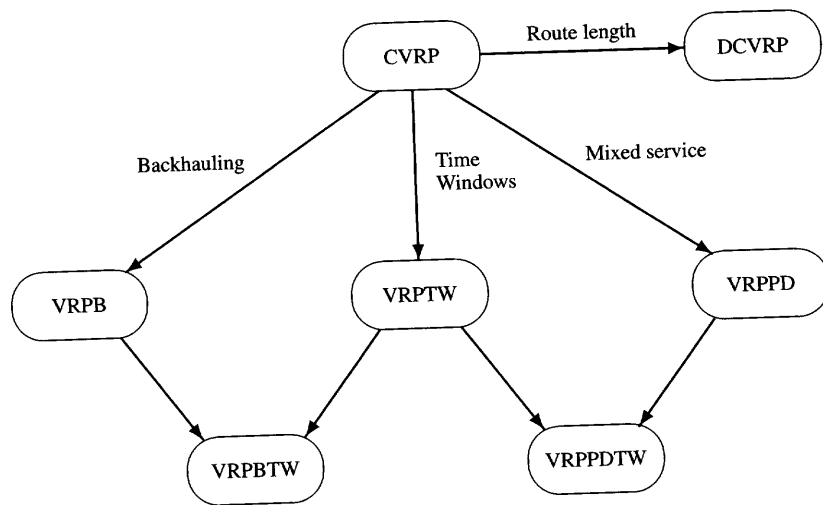 CVRP
Route length
DCVRP
Backhauling
Time
Windows
Mixed service
VRPB
VRPTW
VRPPD
VRPBTW
VRPPDTW